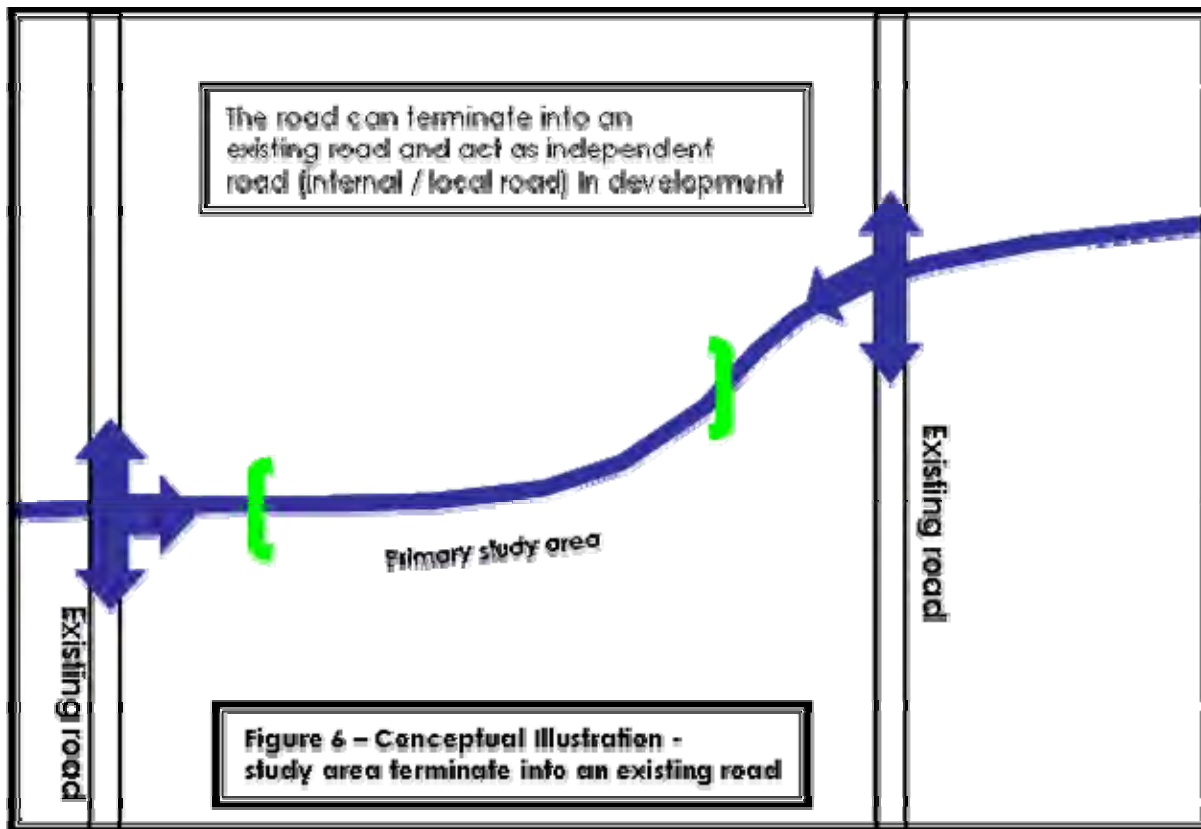 The road can terminate into an
existing road and act as independent
road (internal / local road) In development
Existing road
Primary study area
Existing road
Figure 6 – Conceptual Illustration -
study area terminate into an existing road